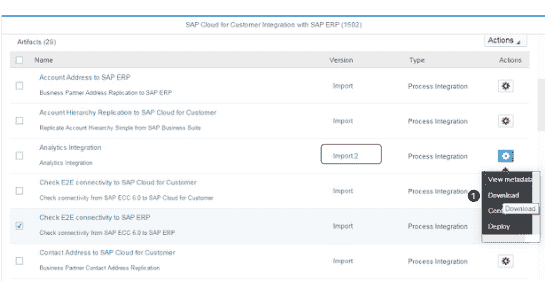 SAP Cloud for Customer Integration with SAP ERP (1602)
Artifacts (29)
Actions
Name Version Type Actions
Account Address to SAP ERP
Business Partner Address Replication to SAP ERP
Import Process Integration
Account Hierarchy Replication to SAP Cloud for Customer
Replicate Account Hierarchy Simple from SAP Business Suite
Import Process Integration
Analytics Integration
Analytics Integration
Import.2 Process Integration
View metadata
Check E2E connectivity to SAP Cloud for Customer
Check connectivity from SAP ECC 6.0 to SAP Cloud for Customer
Import Process Integration
1 Download
Download
Check E2E connectivity to SAP ERP
Check connectivity from SAP ECC 6.0 to SAP ERP
Import Process Integration
Deploy
Contact Address to SAP Cloud for Customer
Business Partner Contact Address Replication
Import Process Integration